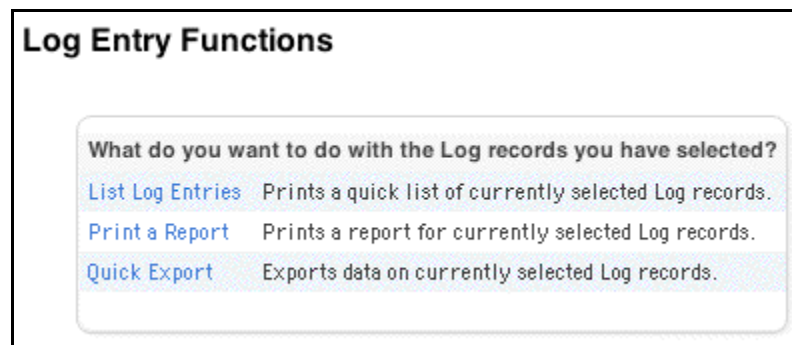 Log Entry Functions
What do you want to do with the Log records you have selected?
List Log Entries Prints a quick list of currently selected Log records.
Print a Report Prints a report for currently selected Log records.
Quick Export Exports data on currently selected Log records.